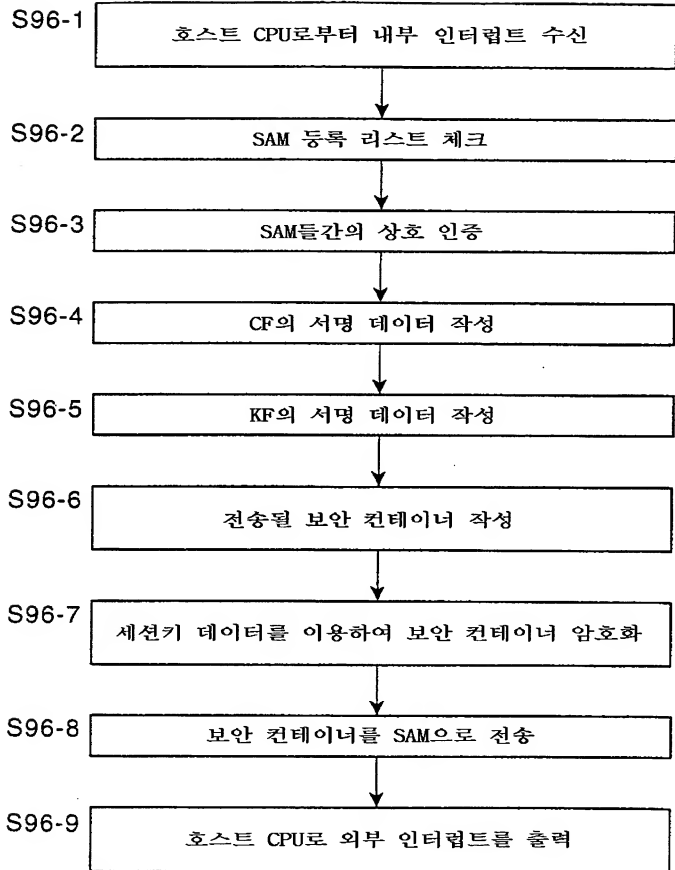 S96-1
호스트 CPU로부터 내부 인터럽트 수신
S96-2
SAM 등록 리스트 체크
S96-3
SAM들간의 상호 인증
S96-4
CF의 서명 데이터 작성
S96-5
KF의 서명 데이터 작성
S96-6
전송될 보안 컨테이너 작성
S96-7
세션키 데이터를 이용하여 보안 컨테이너 암호화
S96-8
보안 컨테이너를 SAM으로 전송
S96-9
호스트 CPU로 외부 인터럽트를 출력